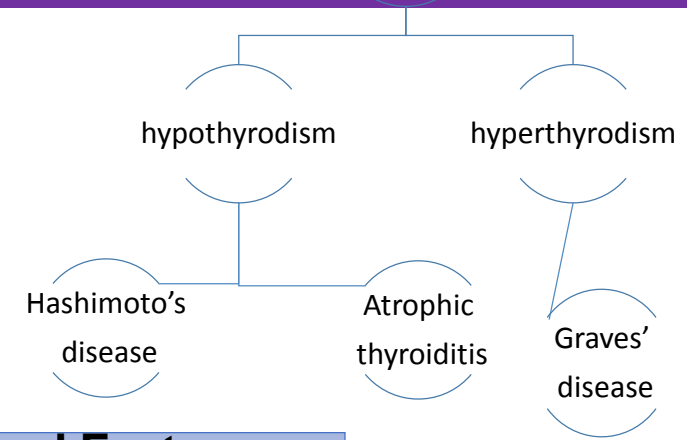 hypothyrodism
hyperthyrodism
Hashimoto's
disease
Atrophic
thyroiditis
Graves'
disease